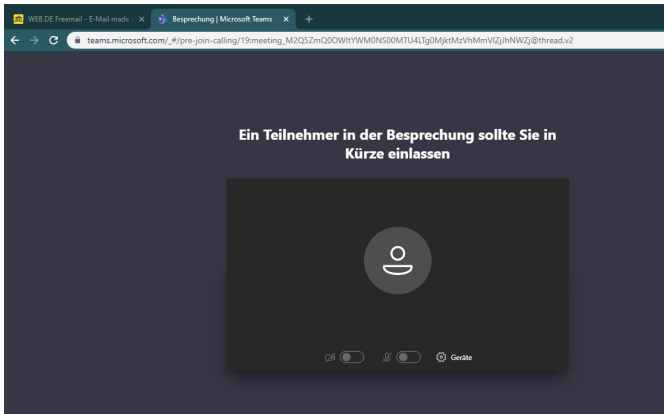 WEB.DE Freemail - E-Mail made
Besprechung | Microsoft Teams
teams.microsoft.com/_#/pre-join-calling/19:meeting_M2Q5ZmQ0OWItYWM0NS00MTU4LTg0MjktMzVhMmVlZjJhNWZj@thread.v2
Ein Teilnehmer in der Besprechung sollte Sie in
Kürze einlassen
Geräte